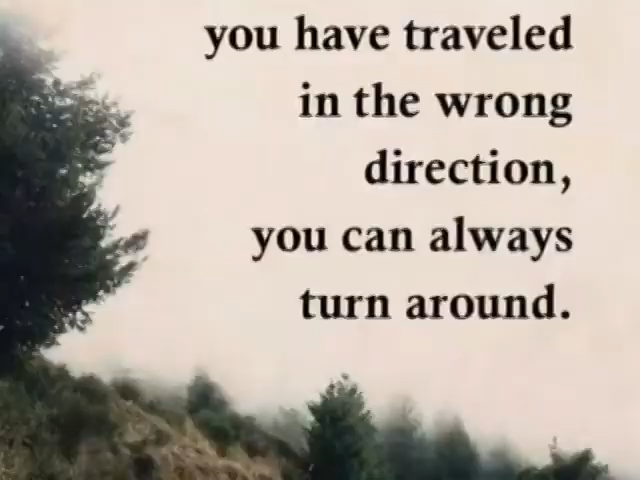 you have traveled
in the wrong
direction,
you can always
turn around.